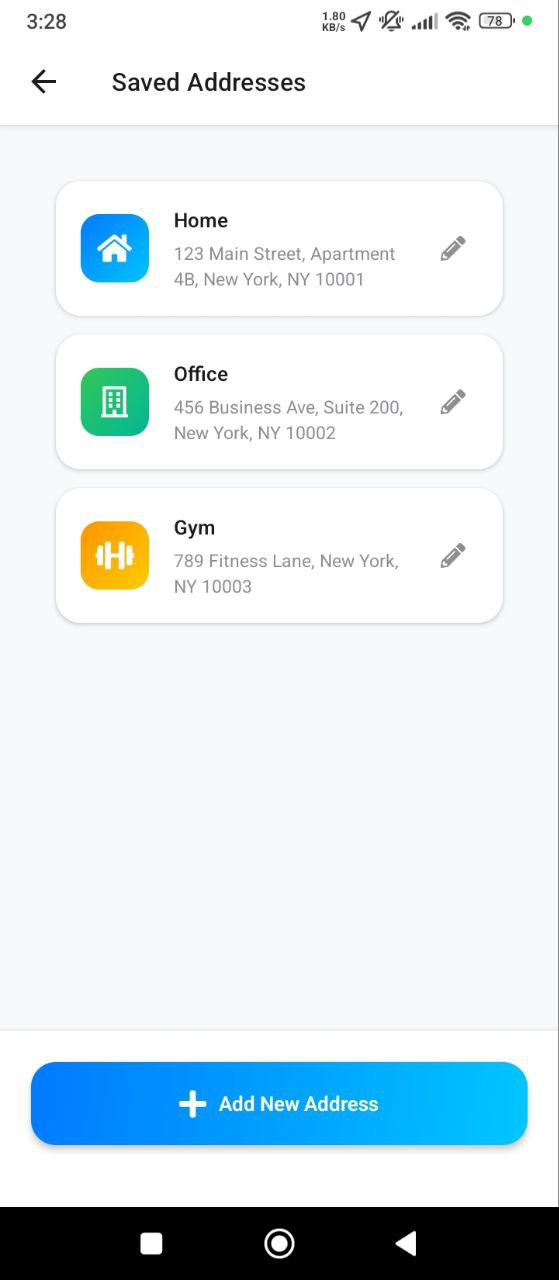 3:28
1.80
KB/s
78
Saved Addresses
Home
123 Main Street, Apartment
4B, New York, NY 10001
Office
456 Business Ave, Suite 200,
New York, NY 10002
Gym
789 Fitness Lane, New York,
NY 10003
Add New Address